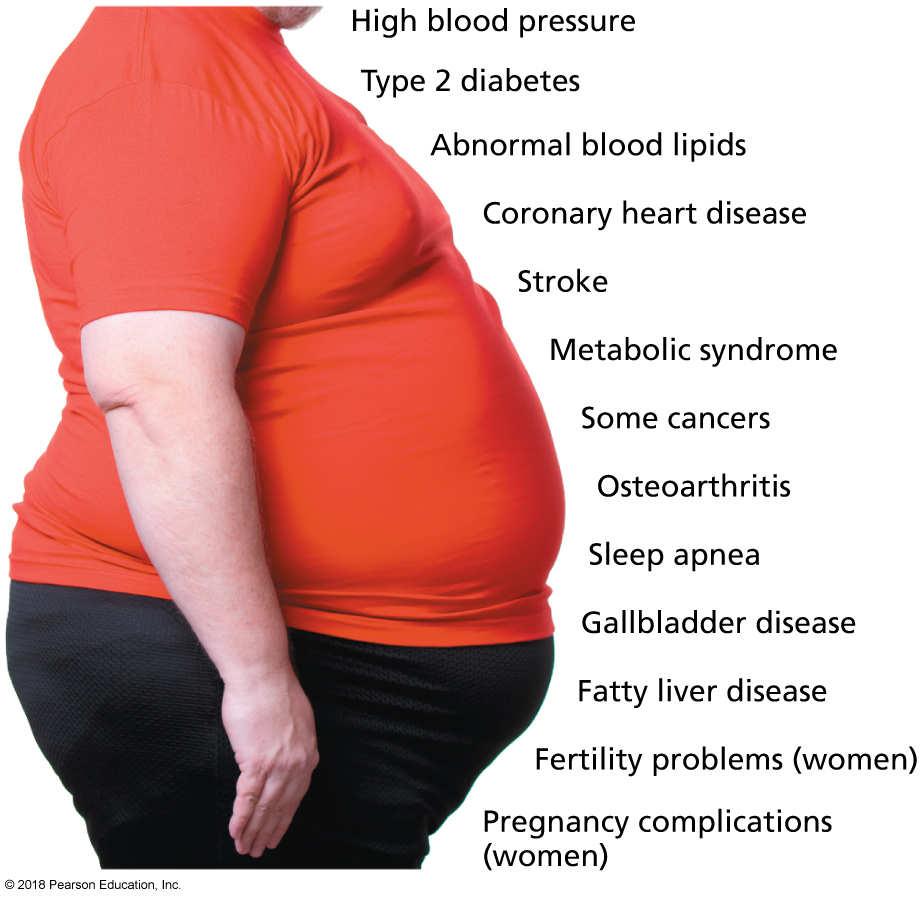 High blood pressure
Type 2 diabetes
Abnormal blood lipids
Coronary heart disease
Stroke
Metabolic syndrome
Some cancers
Osteoarthritis
Sleep apnea
Gallbladder disease
Fatty liver disease
Fertility problems (women)
Pregnancy complications
(women)
© 2018 Pearson Education, Inc.